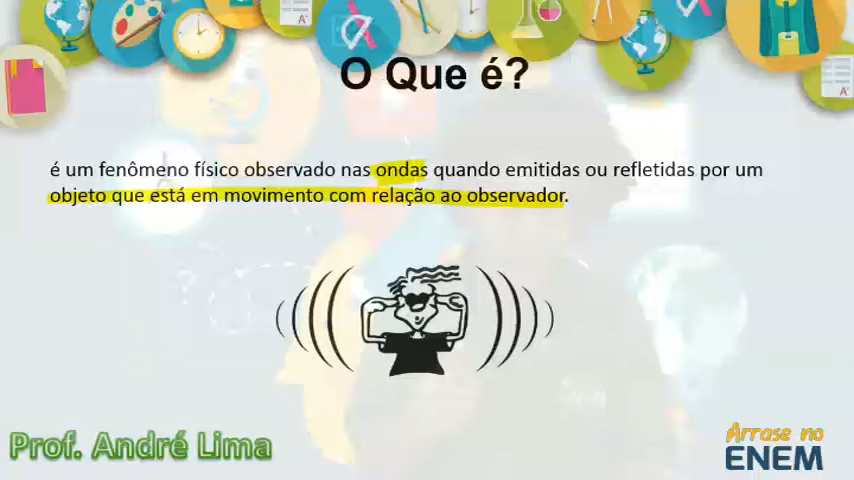 O Que é?
é um fenômeno físico observado nas ondas quando emitidas ou refletidas por um
objeto que está em movimento com relação ao observador.
Prof. André Lima
Arrase no
ENEM